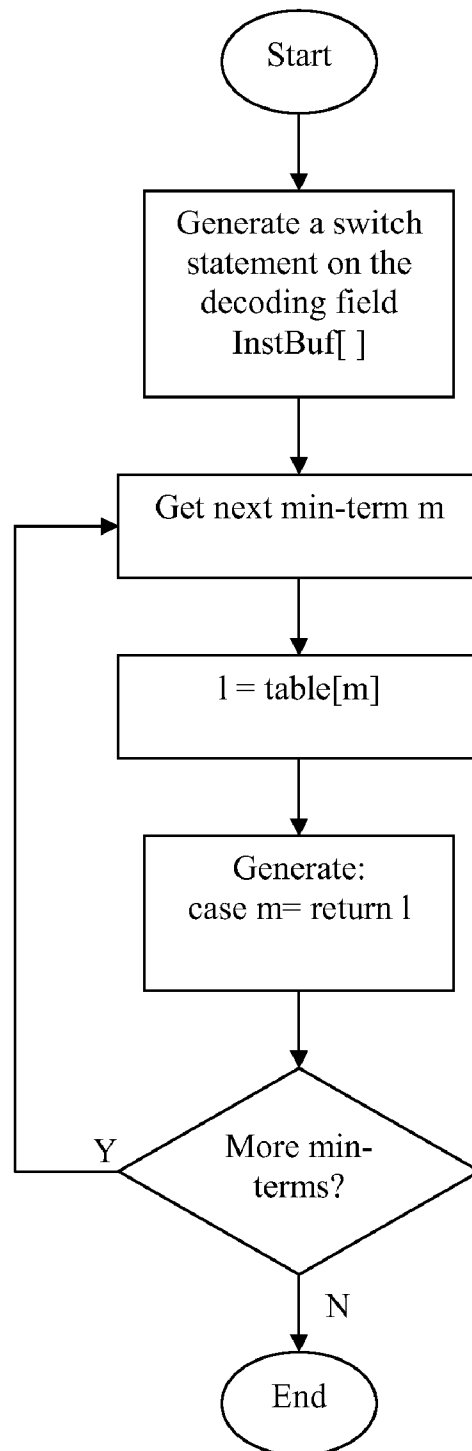 Start
Generate a switch
statement on the
decoding field
InstBuf[ ]
Get next min-term m
l = table[m]
Generate:
case m= return l
More min-
terms?
Y
N
End